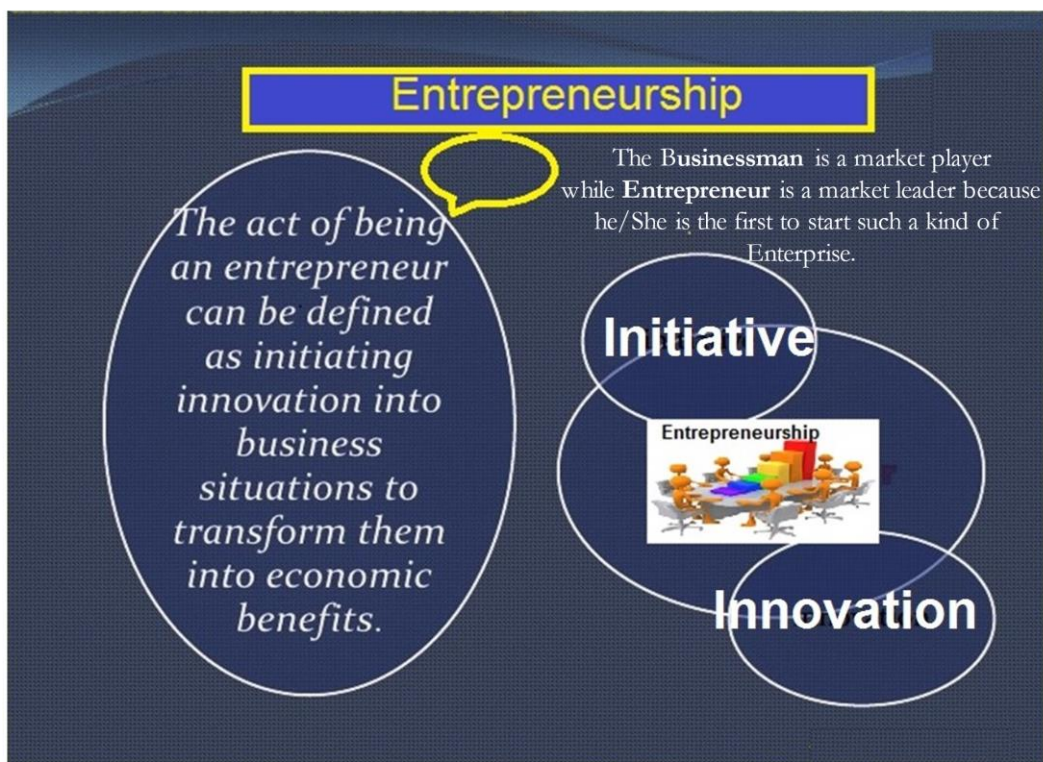 Entrepreneurship
The Businessman is a market player
while Entrepreneur is a market leader because
he/She is the first to start such a kind of
Enterprise.
The act of being
an entrepreneur
can be defined
as initiating
innovation into
business
situations to
transform them
into economic
benefits.
Initiative
Entrepreneurship
Innovation